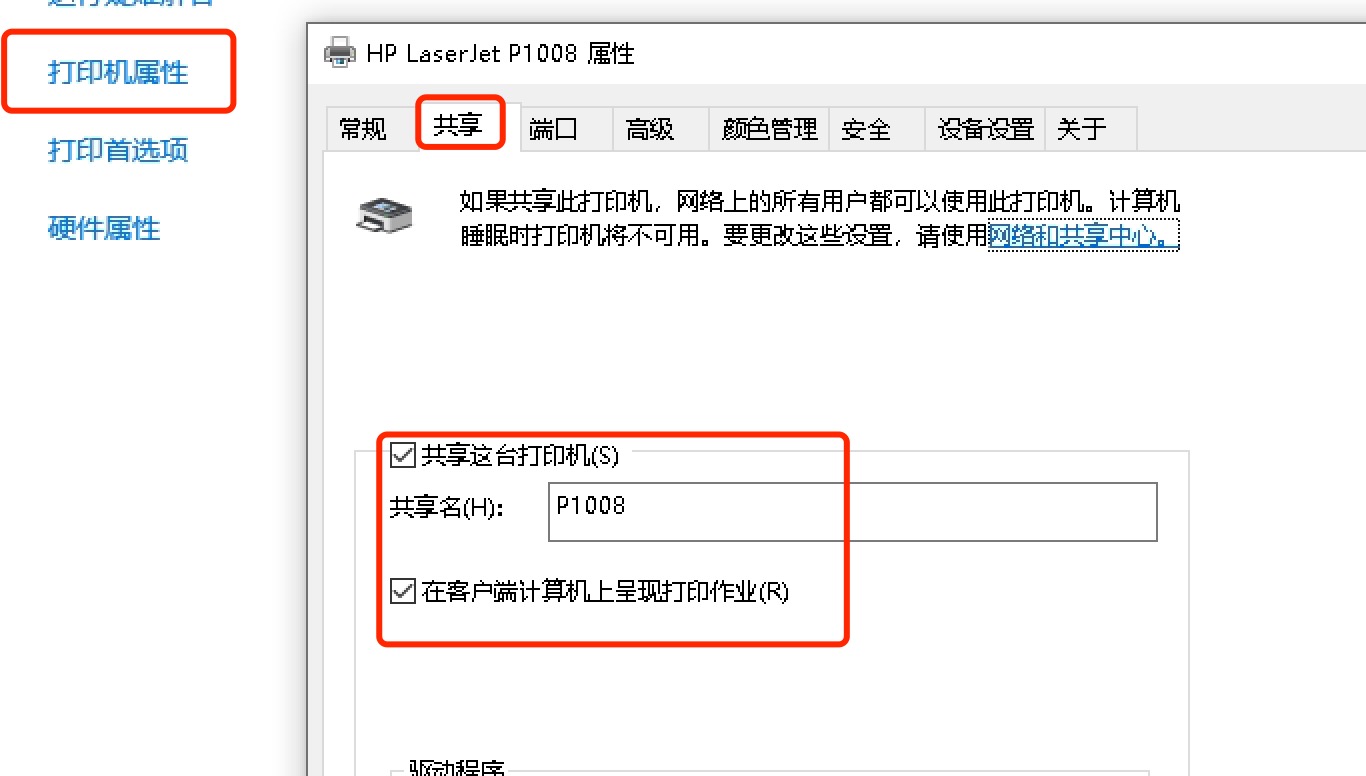 打印机属性
打印首选项
硬件属性
HP LaserJet P1008 属性
常规 共享 端口 高级 颜色管理 安全 设备设置 关于
如果共享此打印机，网络上的所有用户都可以使用此打印机。计算机
睡眠时打印机将不可用。要更改这些设置，请使用网络和共享中心。
共享这台打印机(S)
共享名(H): P1008
在客户端计算机上呈现打印作业(R)
驱动程序